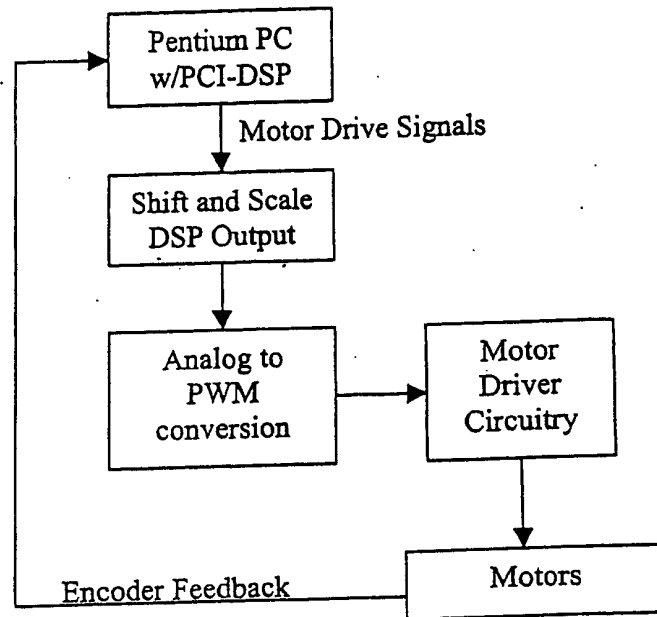 Pentium PC
w/PCI-DSP
Motor Drive Signals
Shift and Scale
DSP Output
Analog to
PWM
conversion
Motor
Driver
Circuitry
Motors
Encoder Feedback